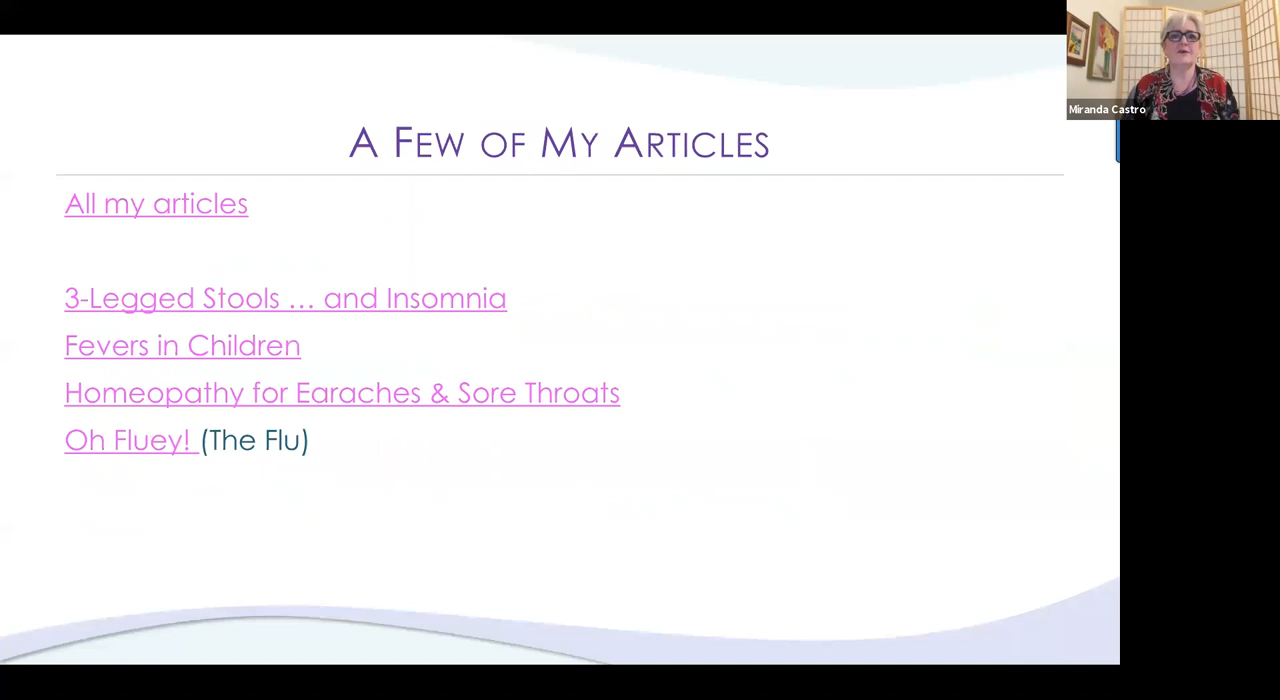 Miranda Castro
A Few of My Articles
All my articles
3-Legged Stools … and Insomnia
Fevers in Children
Homeopathy for Earaches & Sore Throats
Oh Fluey! (The Flu)